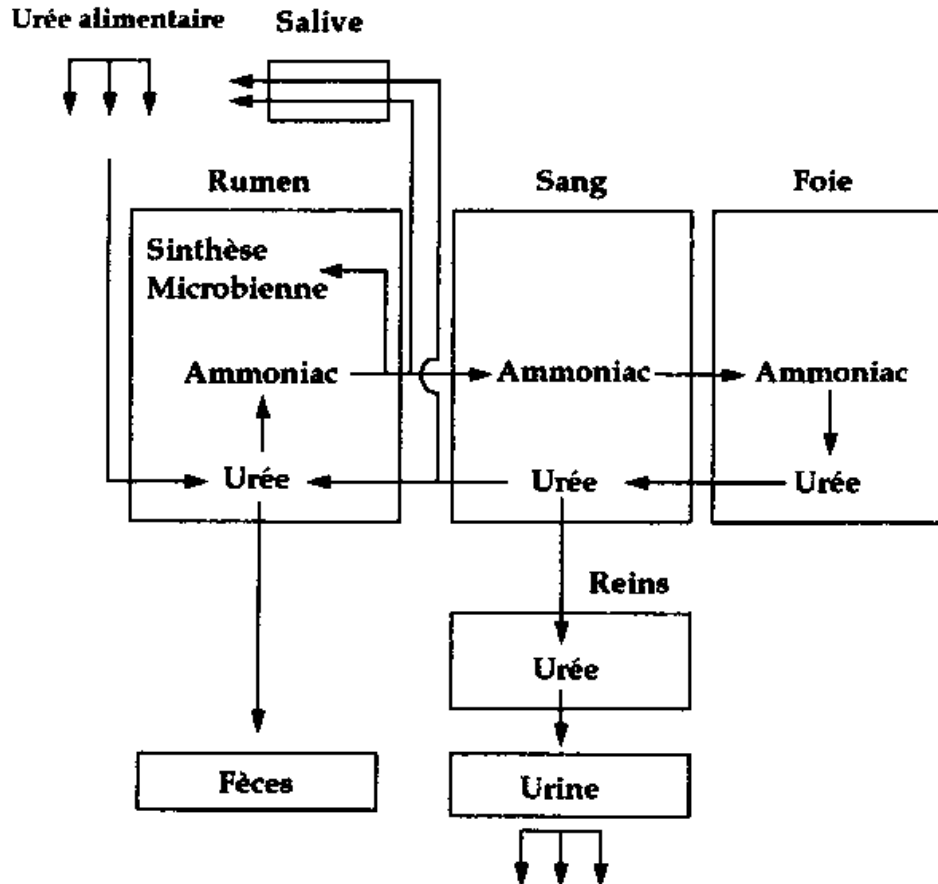 Urée alimentaire
Salive
Rumen
Sang
Foie
Sinthèse
Microbienne
Ammoniac
Ammoniac
Ammoniac
Urée
Urée
Urée
Reins
Urée
Fèces
Urine